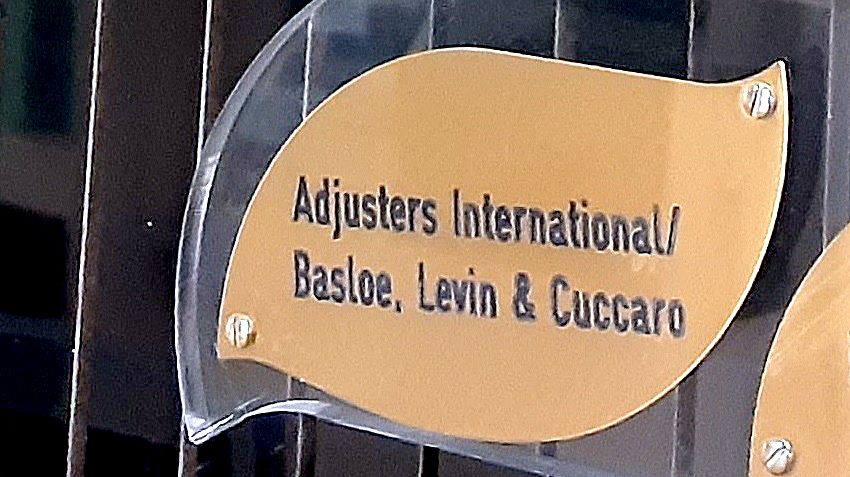 Adjusters International/
Basloe, Levin & Cuccaro